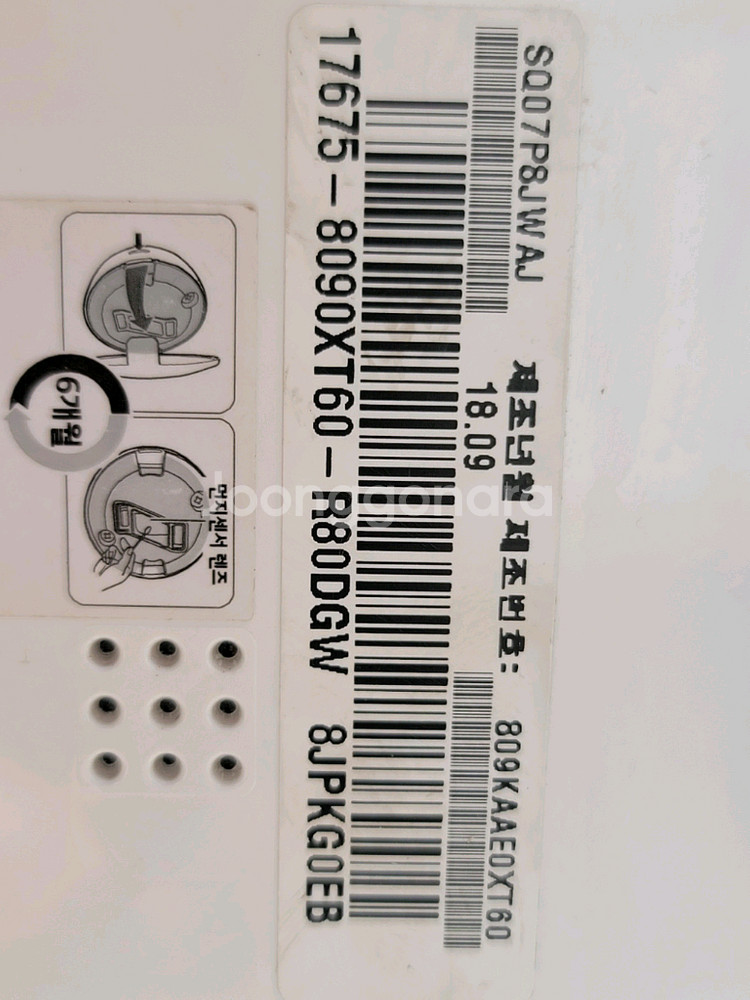 SQ07P8JWAJ
제조년월 제조번호:
18.09
809KAAE0XT60
17675-8090XT60-R80DGW 8JPKG0EB
먼지센서 렌즈
6개월